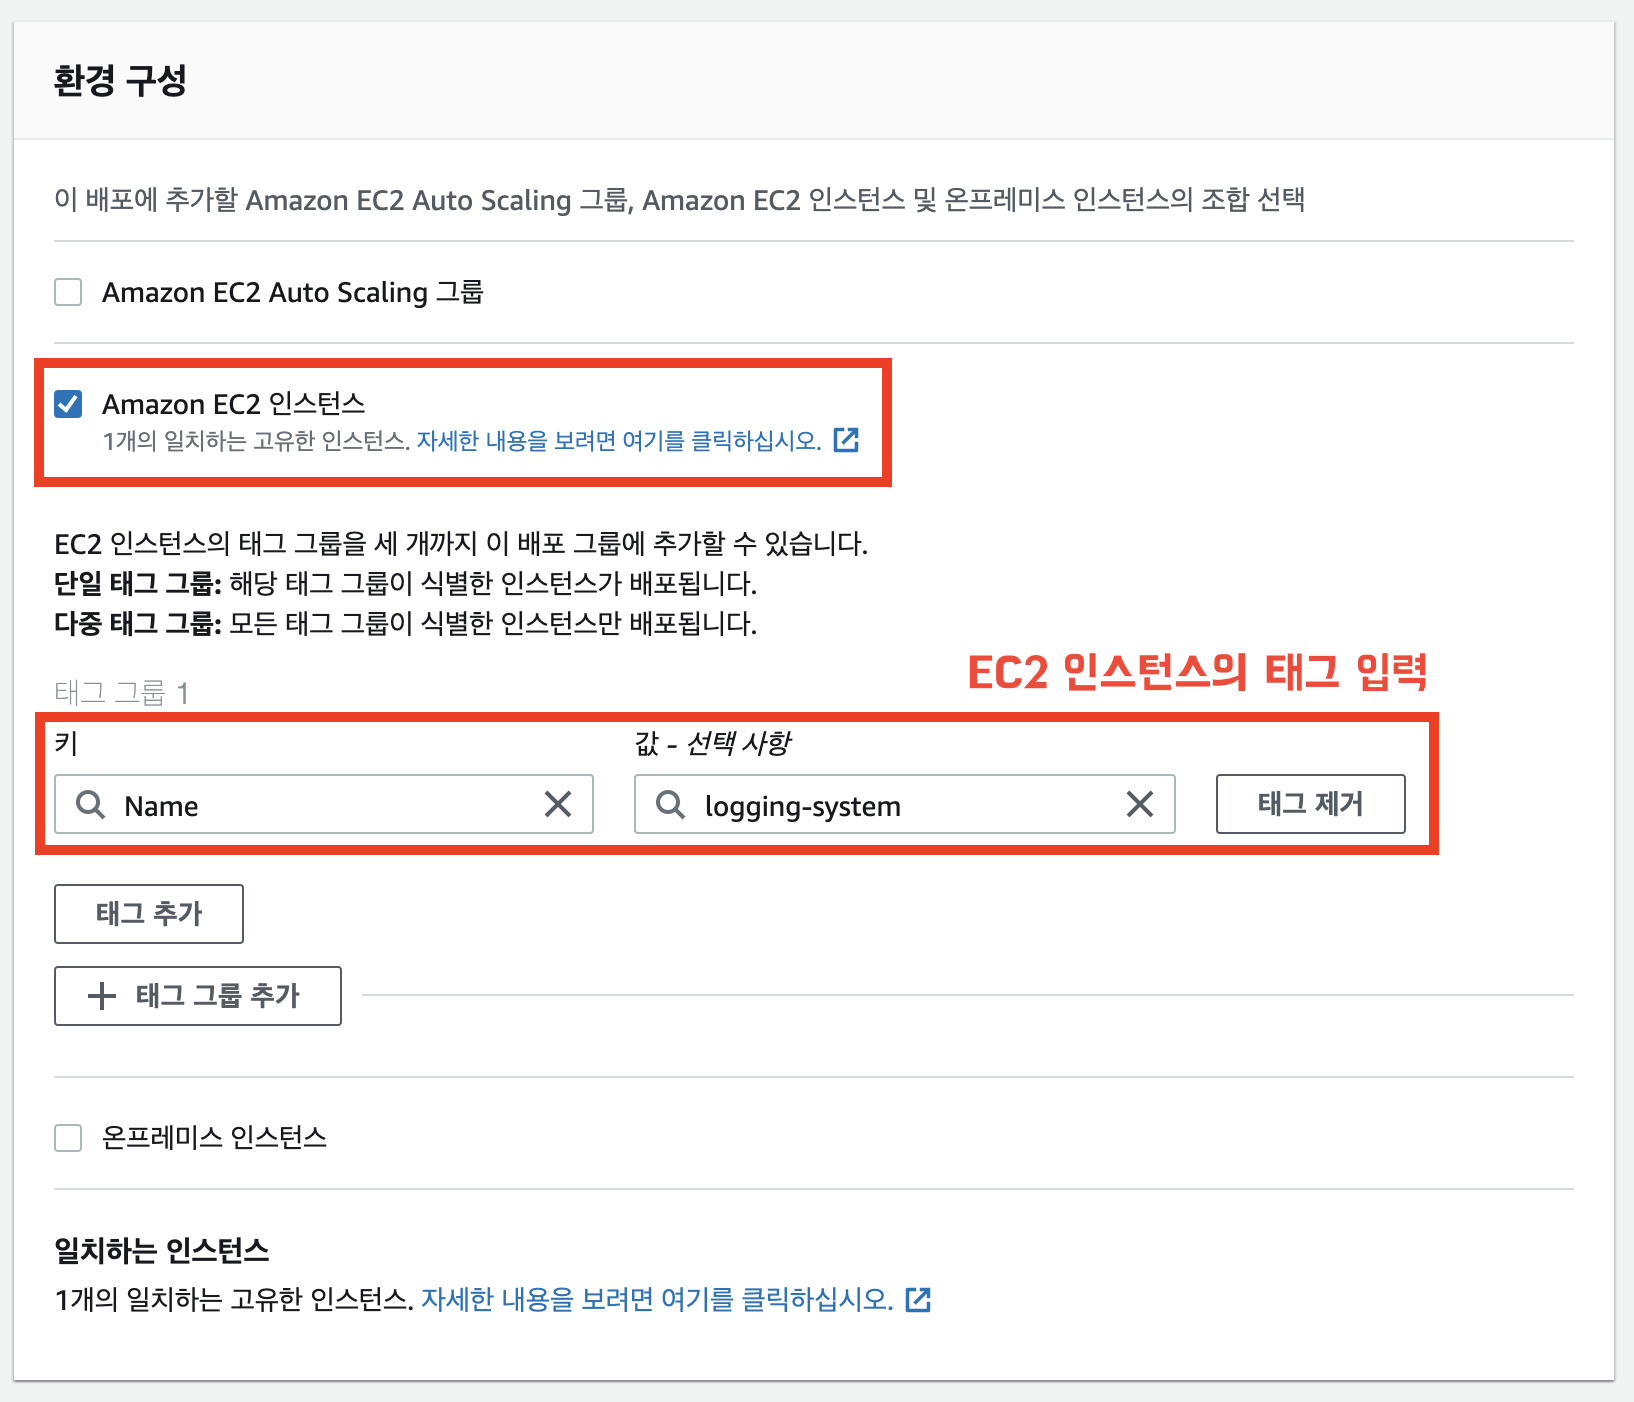 환경 구성
이 배포에 추가할 Amazon EC2 Auto Scaling 그룹, Amazon EC2 인스턴스 및 온프레미스 인스턴스의 조합 선택
Amazon EC2 Auto Scaling 그룹
Amazon EC2 인스턴스
1개의 일치하는 고유한 인스턴스. 자세한 내용을 보려면 여기를 클릭하십시오.
EC2 인스턴스의 태그 그룹을 세 개까지 이 배포 그룹에 추가할 수 있습니다.
단일 태그 그룹: 해당 태그 그룹이 식별한 인스턴스가 배포됩니다.
다중 태그 그룹: 모든 태그 그룹이 식별한 인스턴스만 배포됩니다.
EC2 인스턴스의 태그 입력
태그 그룹 1
키 값 - 선택 사항
Name logging-system 태그 제거
태그 추가
태그 그룹 추가
온프레미스 인스턴스
일치하는 인스턴스
1개의 일치하는 고유한 인스턴스. 자세한 내용을 보려면 여기를 클릭하십시오.